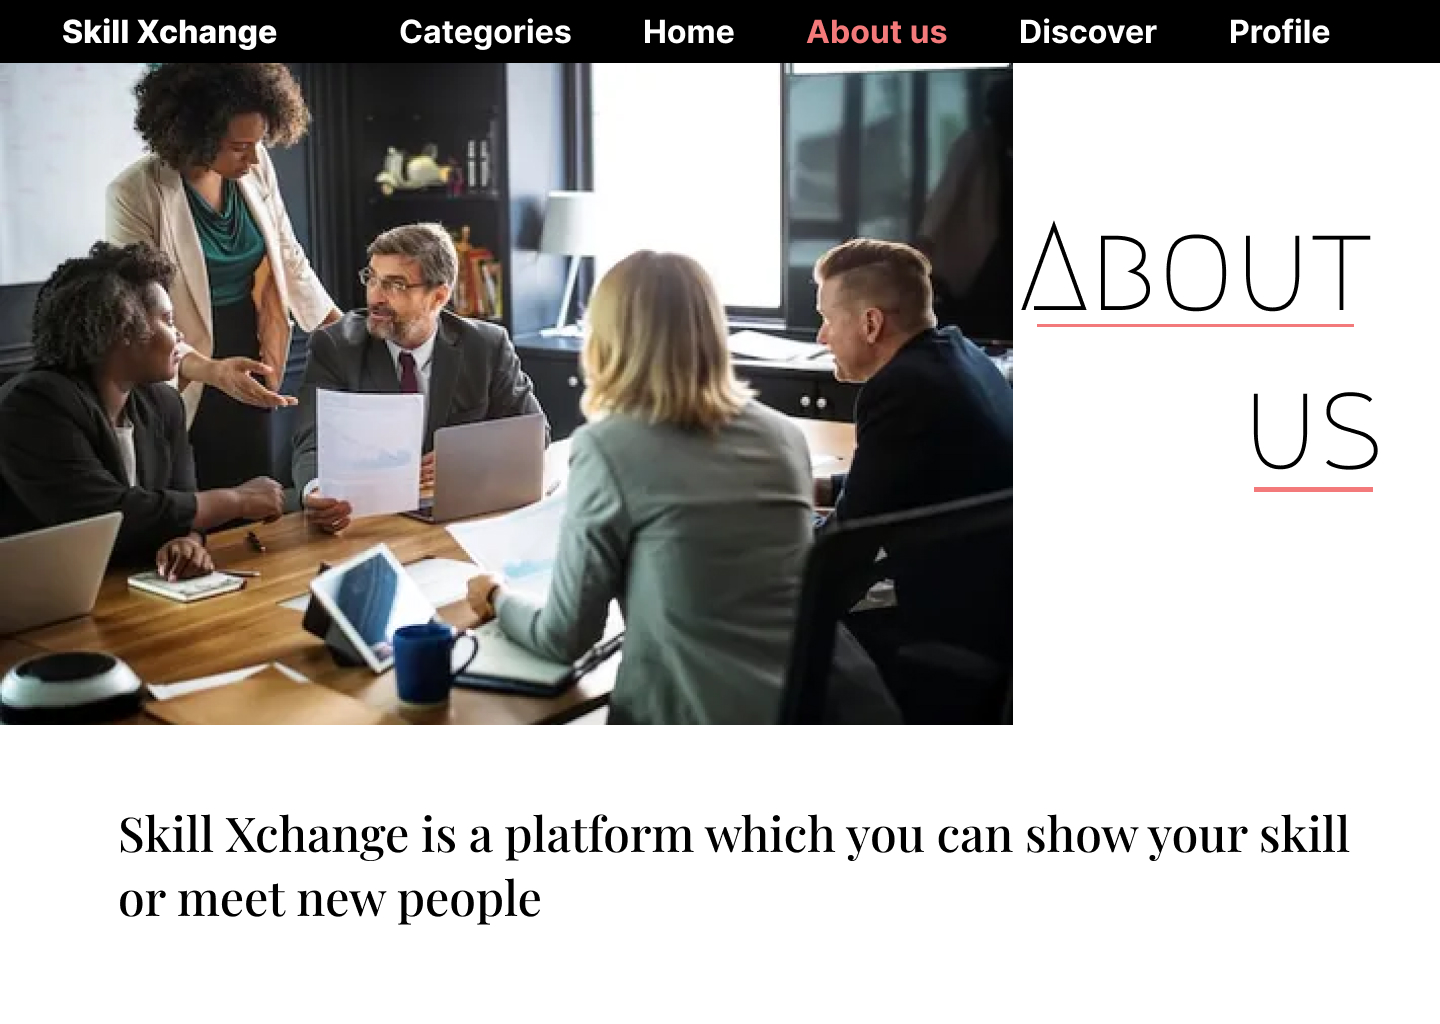 Skill Xchange Categories Home About us Discover Profile
ABOUT
US
Skill Xchange is a platform which you can show your skill
or meet new people